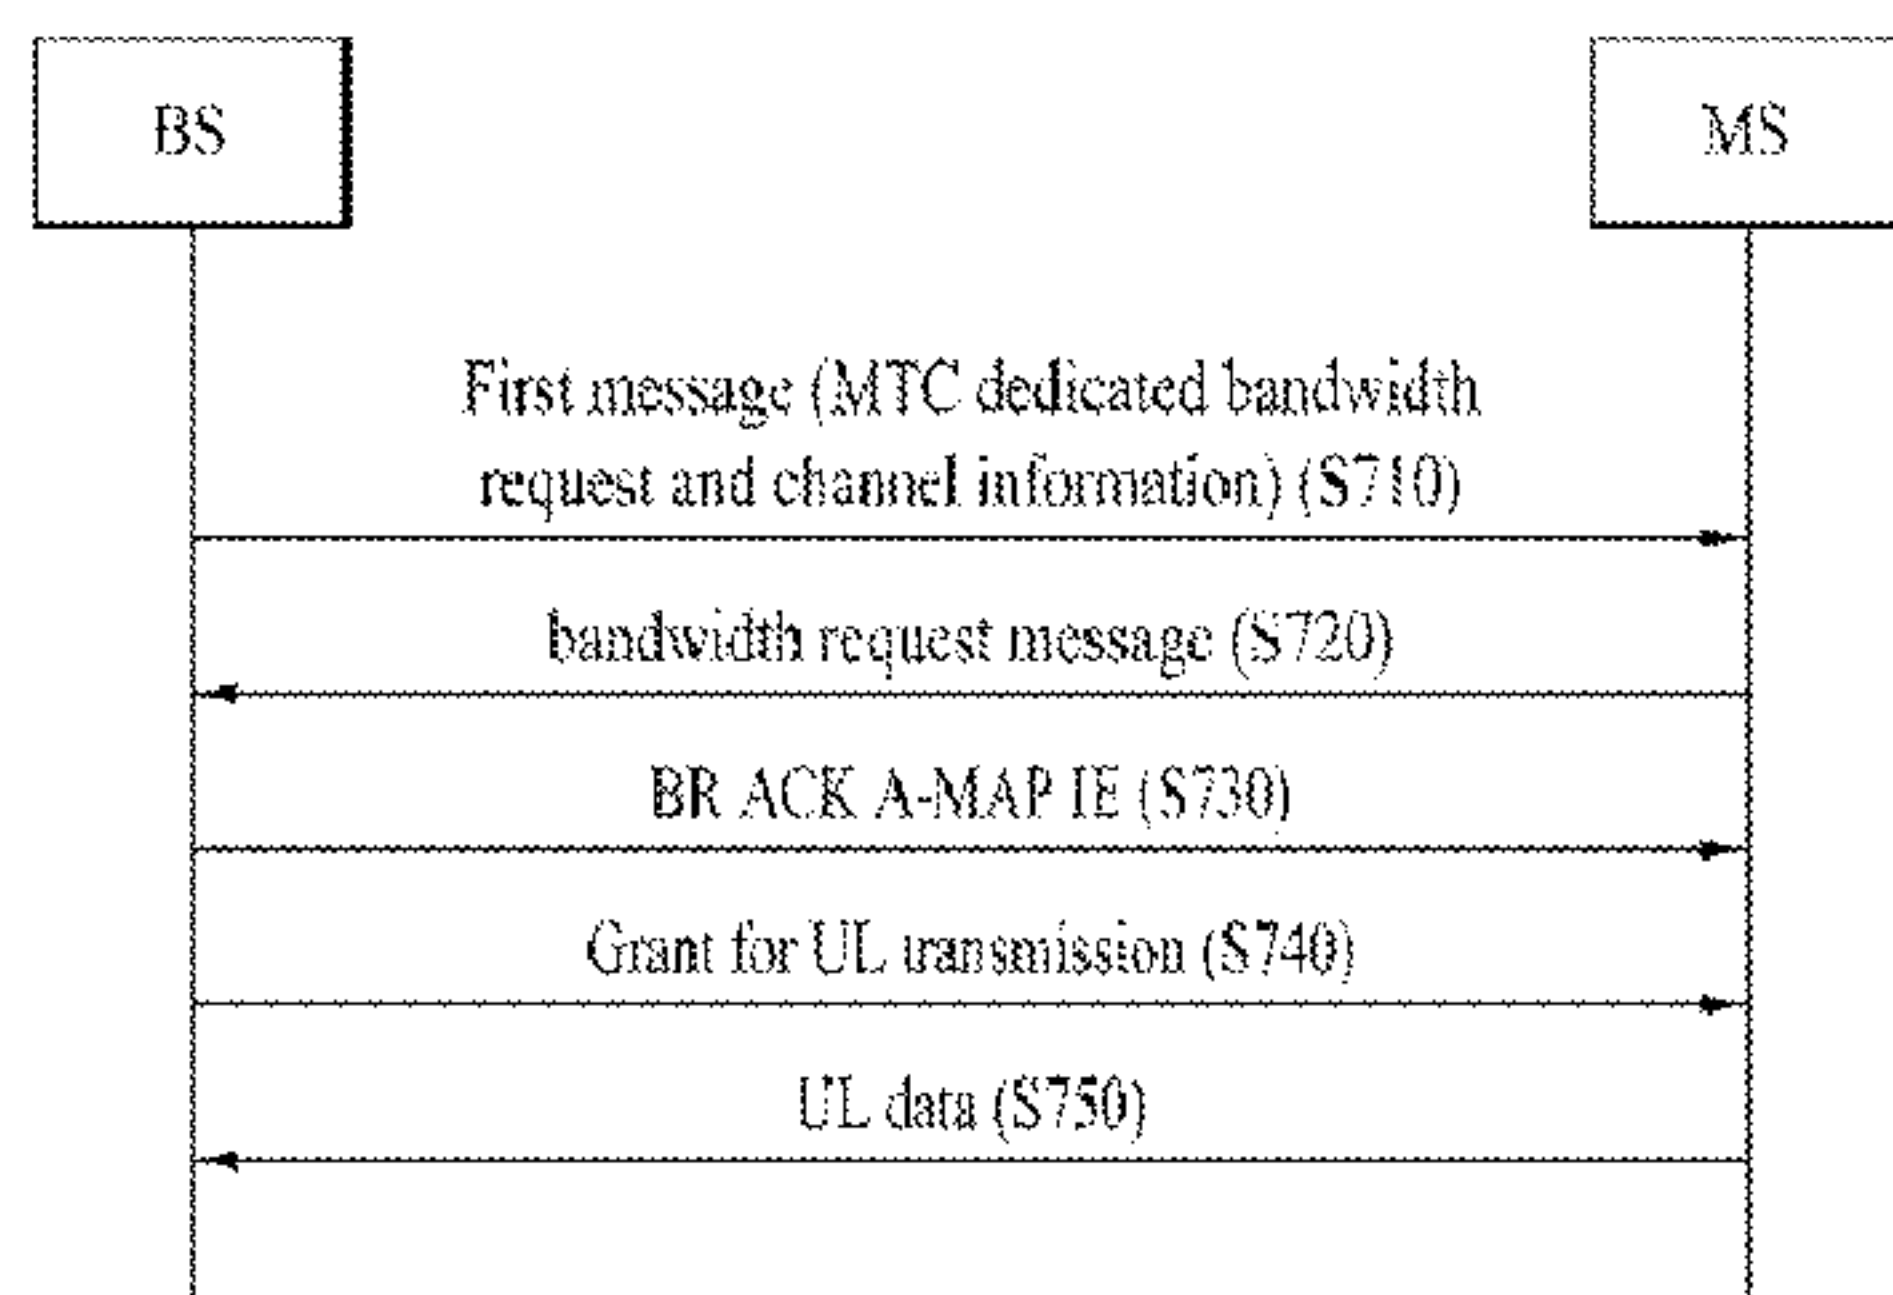 BS
MS
First message (MTC dedicated bandwidth
request and channel information) (S710)
bandwidth request message (S720)
BR ACK A-MAP IE (S730)
Grant for UL transmission (S740)
UL data (S750)